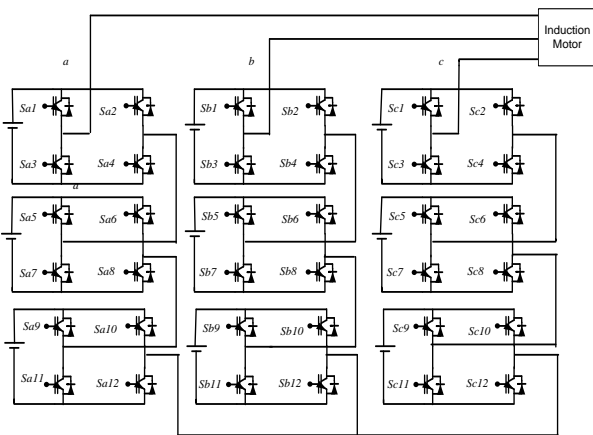 Induction
Motor
a
b
c
Sa1
Sa2
Sb1
Sb2
Sc1
Sc2
Sa3
Sa4
Sb3
Sb4
Sc3
Sc4
a
Sa5
Sa6
Sb5
Sb6
Sc5
Sc6
Sa7
Sa8
Sb7
Sb8
Sc7
Sc8
Sa9
Sa10
Sb9
Sb10
Sc9
Sc10
Sa11
Sa12
Sb11
Sb12
Sc11
Sc12